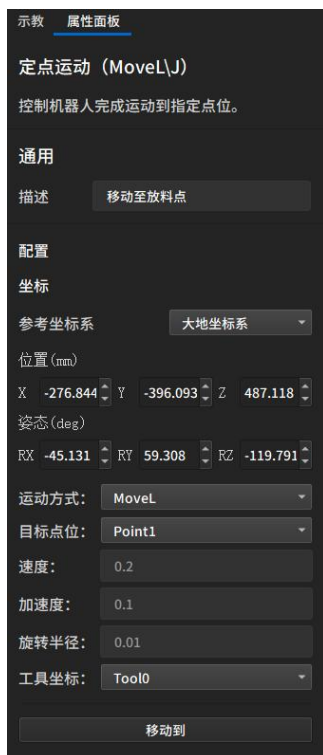 示教 属性面板
定点运动（MoveL\J）
控制机器人完成运动到指定点位。
通用
描述 移动至放料点
配置
坐标
参考坐标系 大地坐标系
位置(mm)
X -276.844 Y -396.093 Z 487.118
姿态(deg)
RX -45.131 RY 59.308 RZ -119.791
运动方式： MoveL
目标点位： Point1
速度： 0.2
加速度： 0.1
旋转半径： 0.01
工具坐标： Tool0
移动到